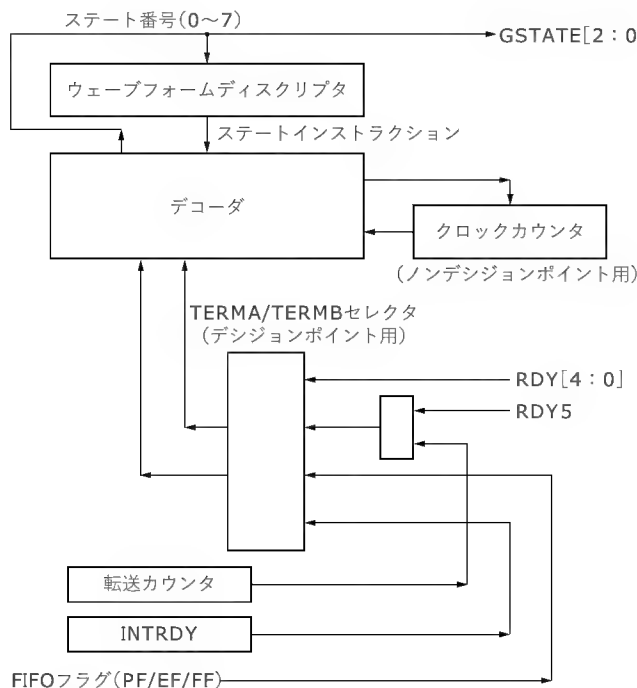 ステート番号(0〜7)
GSTATE[2：0
ウェーブフォームディスクリプタ
ステートインストラクション
デコーダ
クロックカウンタ
(ノンデシジョンポイント用)
TERMA/TERMBセレクタ
(デシジョンポイント用)
RDY[4：0]
RDY5
転送カウンタ
INTRDY
FIFOフラグ(PF/EF/FF)